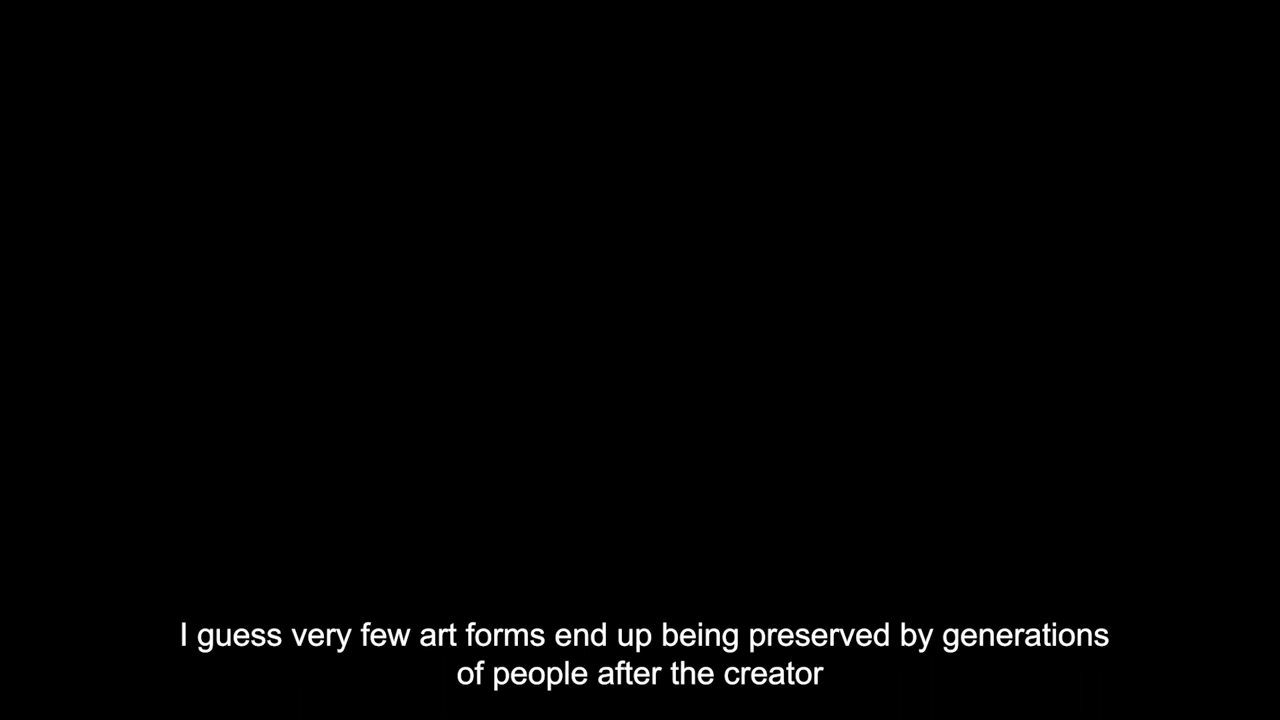 I guess very few art forms end up being preserved by generations
of people after the creator